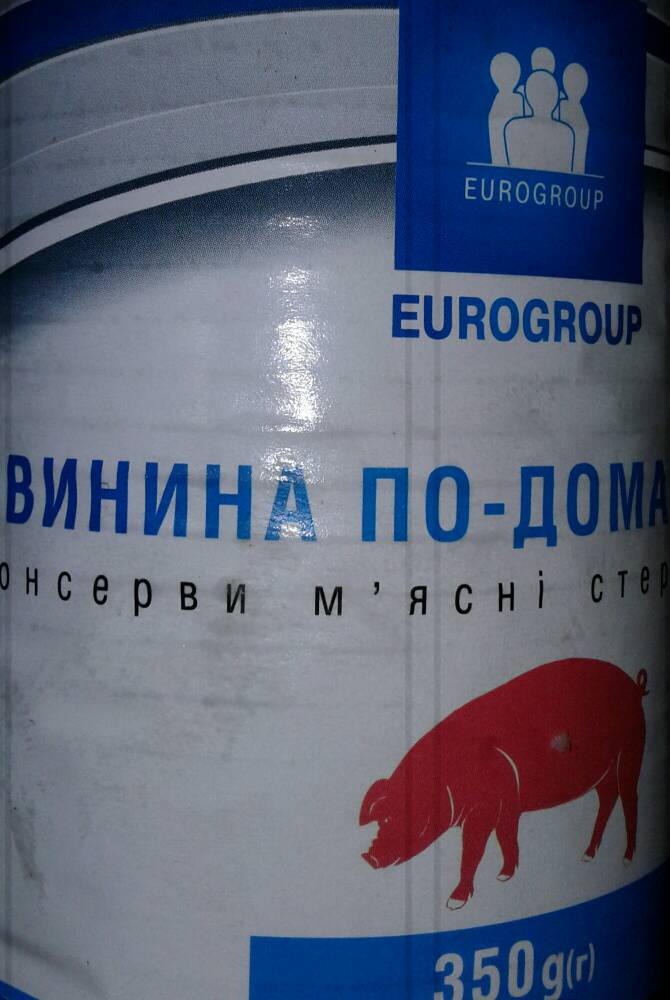 EUROGROUP
EUROGROUP
ВИНИНА ПО-ДОМА
онсерви м’ясні стер
350g(г)